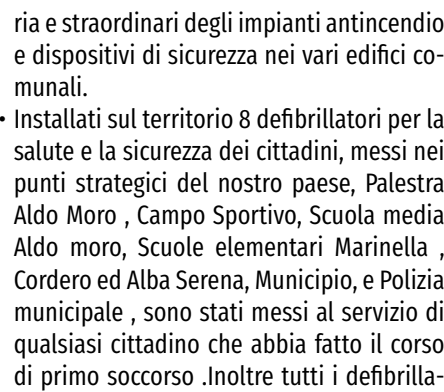 ria e straordinari degli impianti antincendio
e dispositivi di sicurezza nei vari edifici co-
munali.
• Installati sul territorio 8 defibrillatori per la
salute e la sicurezza dei cittadini, messi nei
punti strategici del nostro paese, Palestra
Aldo Moro , Campo Sportivo, Scuola media
Aldo moro, Scuole elementari Marinella ,
Cordero ed Alba Serena, Municipio, e Polizia
municipale , sono stati messi al servizio di
qualsiasi cittadino che abbia fatto il corso
di primo soccorso .Inoltre tutti i defibrilla-